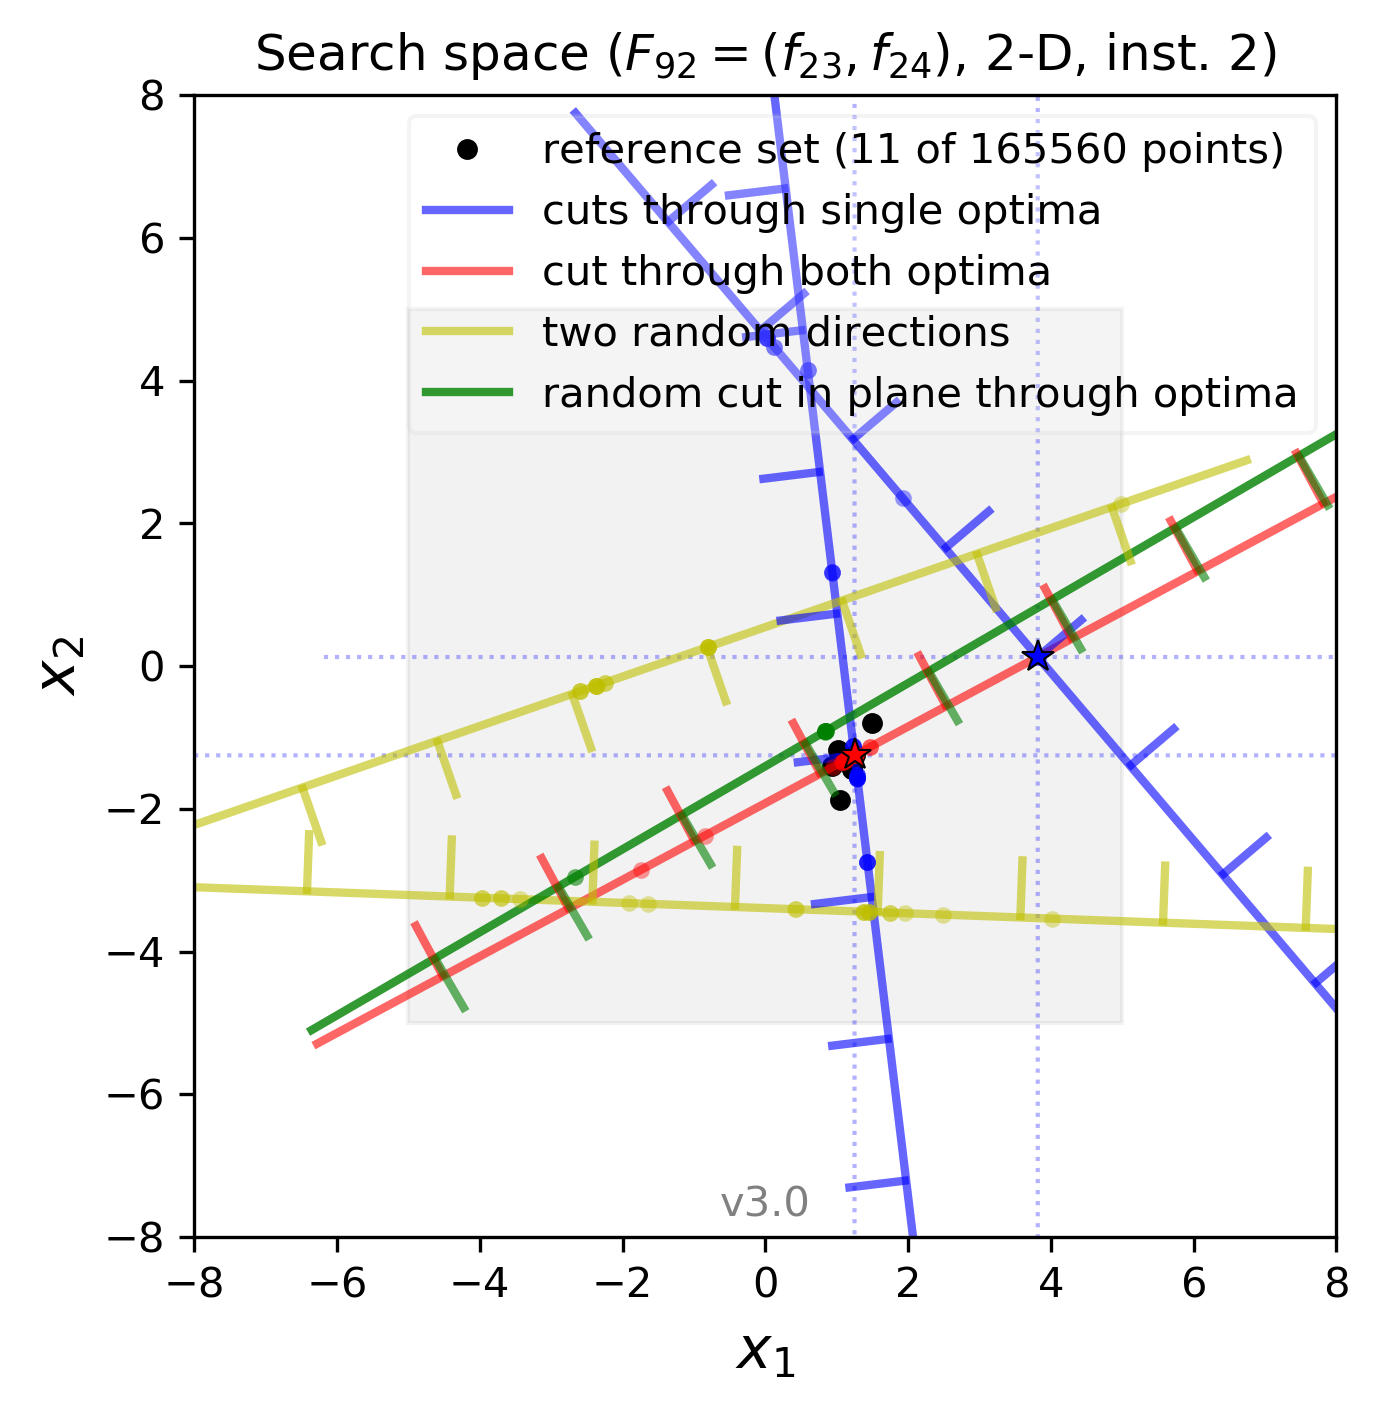 Search space (F₉₂ = (f₂₃, f₂₄), 2-D, inst. 2)
reference set (11 of 165560 points)
cuts through single optima
cut through both optima
two random directions
random cut in plane through optima
8
6
4
2
0
−2
−4
−6
−8
x₂
v3.0
−8 −6 −4 −2 0 2 4 6 8
x₁